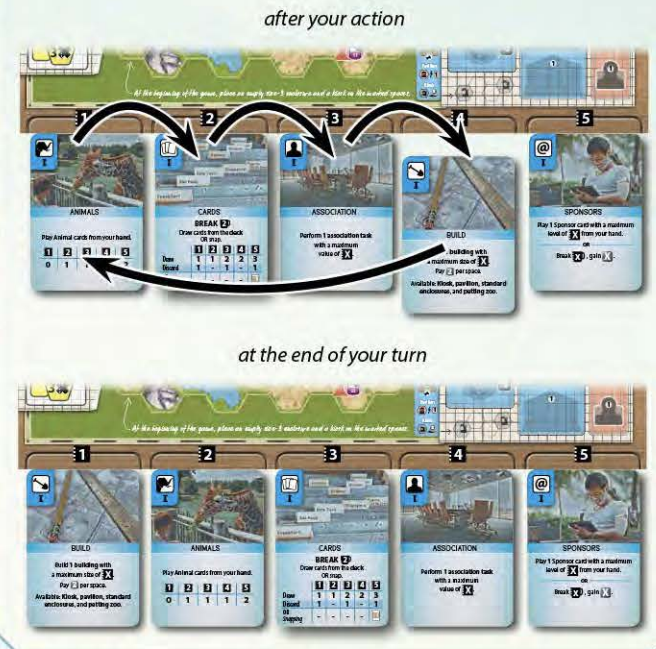 after your action
At the beginning of the game, place an empty size-3 enclosure and a kiosk on the marked spaces.
1 2 3 4 5
I
ANIMALS
Play Animal cards from your hand.
1 2 3 4 5
0 1
I
CARDS
BREAK 2
Draw cards from the deck
OR snap.
1 2 3 4 5
Draw 1 1 2 2 3
Discard 1 - 1 - 1
I
ASSOCIATION
Perform 1 association task
with a maximum
value of X.
I
BUILD
building with
a maximum size of X.
Pay 2 per space.
Available: Kiosk, pavilion, standard
enclosures, and petting zoo.
@
I
SPONSORS
Play 1 Sponsor card with a maximum
level of X from your hand.
OR
Break X, gain X.
at the end of your turn
At the beginning of the game, place an empty size-3 enclosure and a kiosk on the marked spaces.
1 2 3 4 5
I
BUILD
Build 1 building with
a maximum size of X.
Pay 2 per space.
Available: Kiosk, pavilion, standard
enclosures, and petting zoo.
I
ANIMALS
Play Animal cards from your hand.
1 2 3 4 5
0 1 1 1 2
I
CARDS
BREAK 2
Draw cards from the deck
OR snap.
1 2 3 4 5
Draw 1 1 2 2 3
Discard 1 - 1 - 1
OR
Snapping - - - -
I
ASSOCIATION
Perform 1 association task
with a maximum
value of X.
@
I
SPONSORS
Play 1 Sponsor card with a maximum
level of X from your hand.
OR
Break X, gain X.